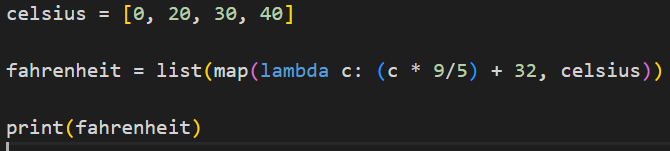 celsius = [0, 20, 30, 40]
fahrenheit = list(map(lambda c: (c * 9/5) + 32, celsius))
print(fahrenheit)